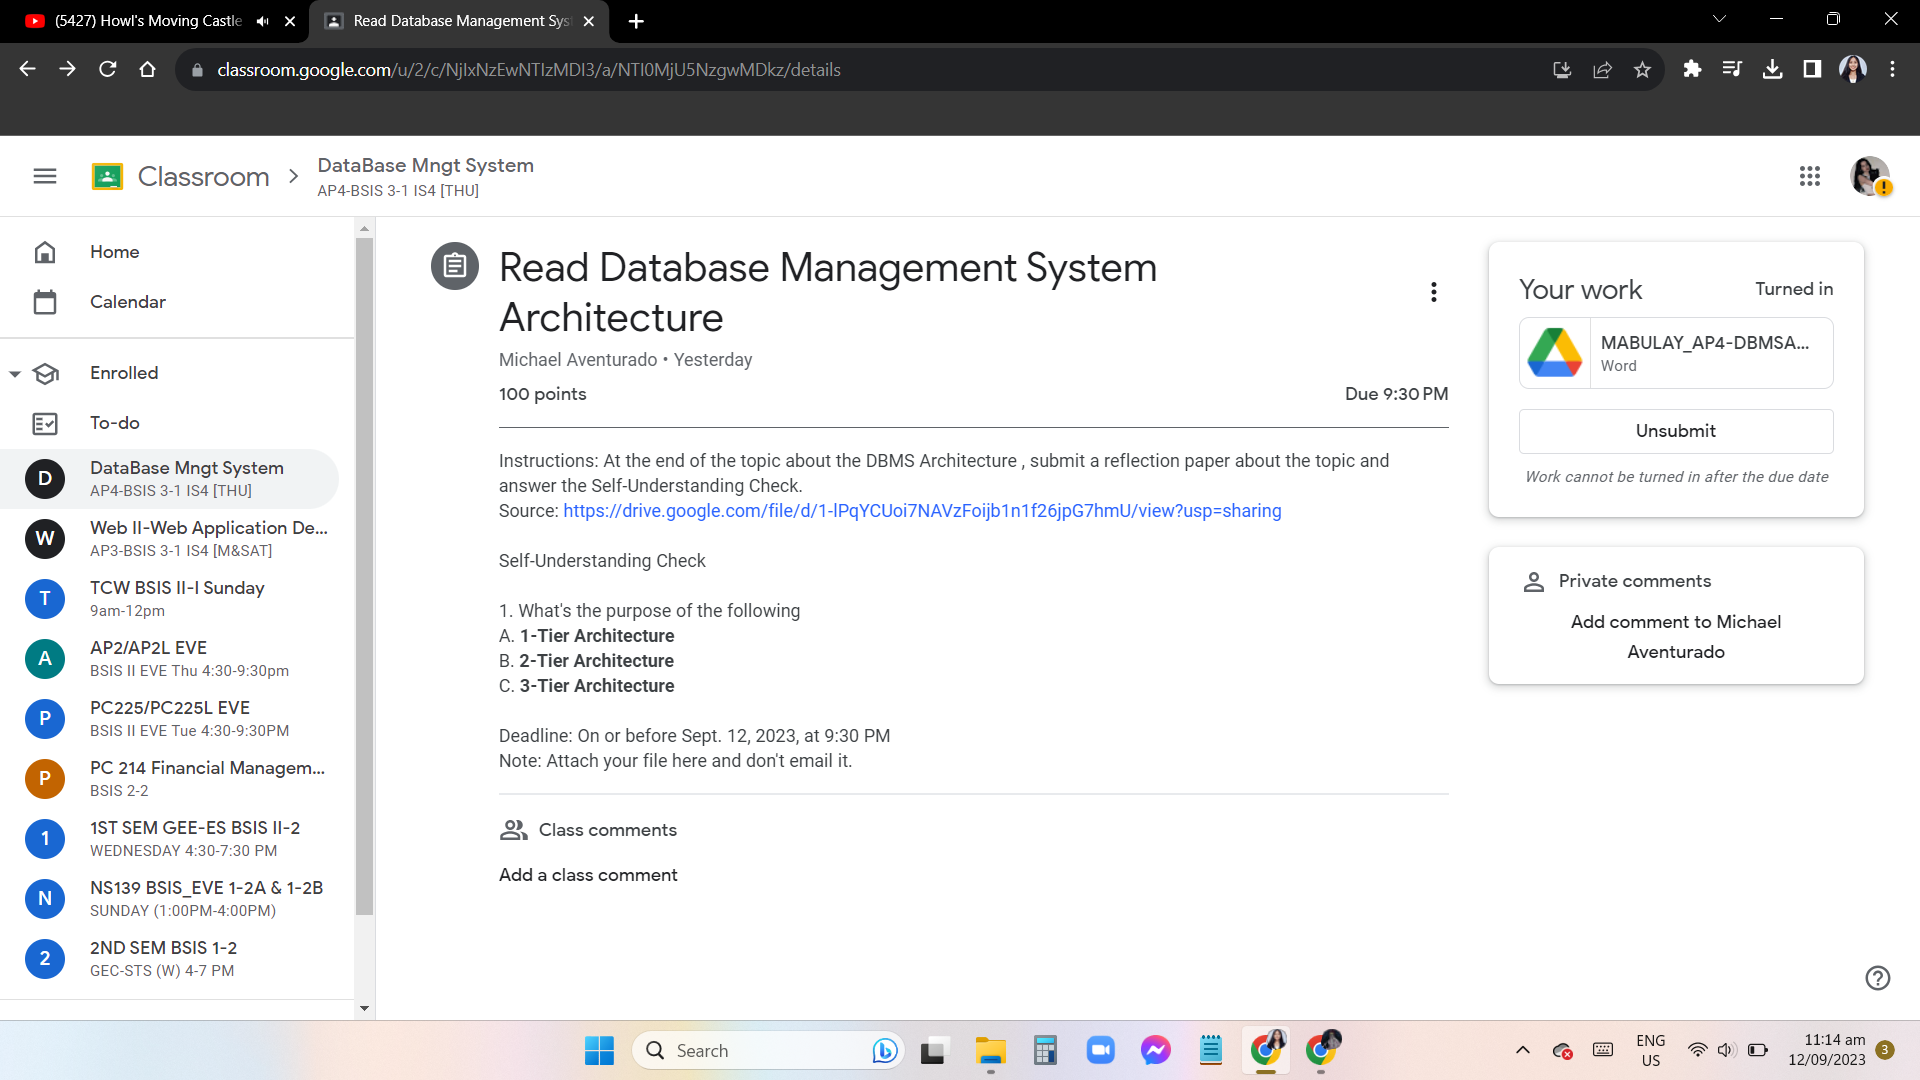 (5427) Howl's Moving Castle
Read Database Management Sys
classroom.google.com/u/2/c/NjIxNzEwNTIzMDI3/a/NTI0MjU5NzgwMDkz/details
Classroom
DataBase Mngt System
AP4-BSIS 3-1 IS4 [THU]
Home
Calendar
Enrolled
To-do
D
DataBase Mngt System
AP4-BSIS 3-1 IS4 [THU]
W
Web II-Web Application De...
AP3-BSIS 3-1 IS4 [M&SAT]
T
TCW BSIS II-I Sunday
9am-12pm
A
AP2/AP2L EVE
BSIS II EVE Thu 4:30-9:30pm
P
PC225/PC225L EVE
BSIS II EVE Tue 4:30-9:30PM
P
PC 214 Financial Managem...
BSIS 2-2
1
1ST SEM GEE-ES BSIS II-2
WEDNESDAY 4:30-7:30 PM
N
NS139 BSIS_EVE 1-2A & 1-2B
SUNDAY (1:00PM-4:00PM)
2
2ND SEM BSIS 1-2
GEC-STS (W) 4-7 PM
Read Database Management System
Architecture
Michael Aventurado • Yesterday
100 points
Due 9:30 PM
Instructions: At the end of the topic about the DBMS Architecture , submit a reflection paper about the topic and
answer the Self-Understanding Check.
Source: https://drive.google.com/file/d/1-lPqYCUoi7NAVzFoijb1n1f26jpG7hmU/view?usp=sharing
Self-Understanding Check
1. What's the purpose of the following
A. 1-Tier Architecture
B. 2-Tier Architecture
C. 3-Tier Architecture
Deadline: On or before Sept. 12, 2023, at 9:30 PM
Note: Attach your file here and don't email it.
Class comments
Add a class comment
Your work
Turned in
MABULAY_AP4-DBMSA...
Word
Unsubmit
Work cannot be turned in after the due date
Private comments
Add comment to Michael
Aventurado
Search
ENG
US
11:14 am
12/09/2023
3